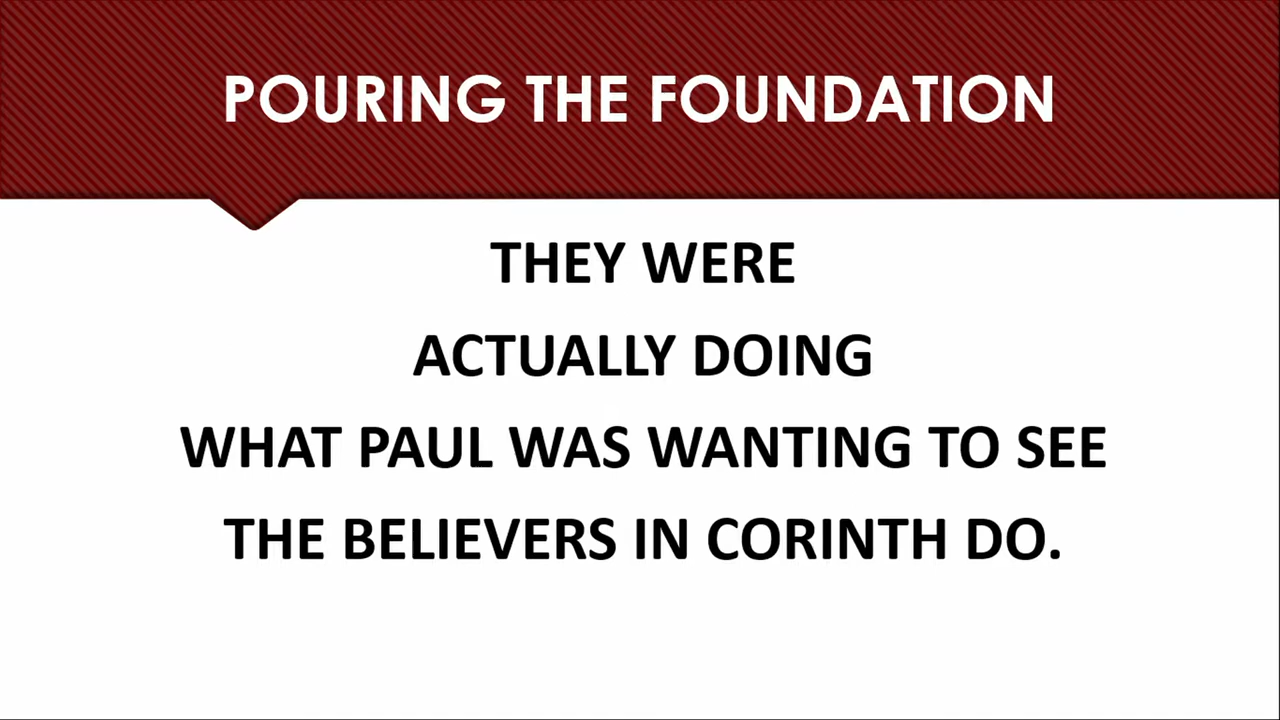 POURING THE FOUNDATION
THEY WERE
ACTUALLY DOING
WHAT PAUL WAS WANTING TO SEE
THE BELIEVERS IN CORINTH DO.